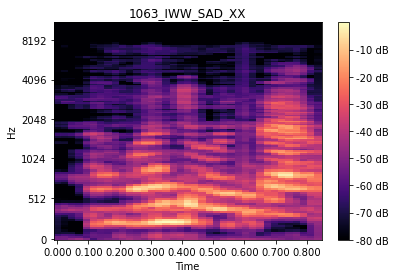 1063_IWW_SAD_XX
8192
4096
2048
1024
512
0
Hz
0.000 0.100 0.200 0.300 0.400 0.500 0.600 0.700 0.800
Time
-10 dB
-20 dB
-30 dB
-40 dB
-50 dB
-60 dB
-70 dB
-80 dB